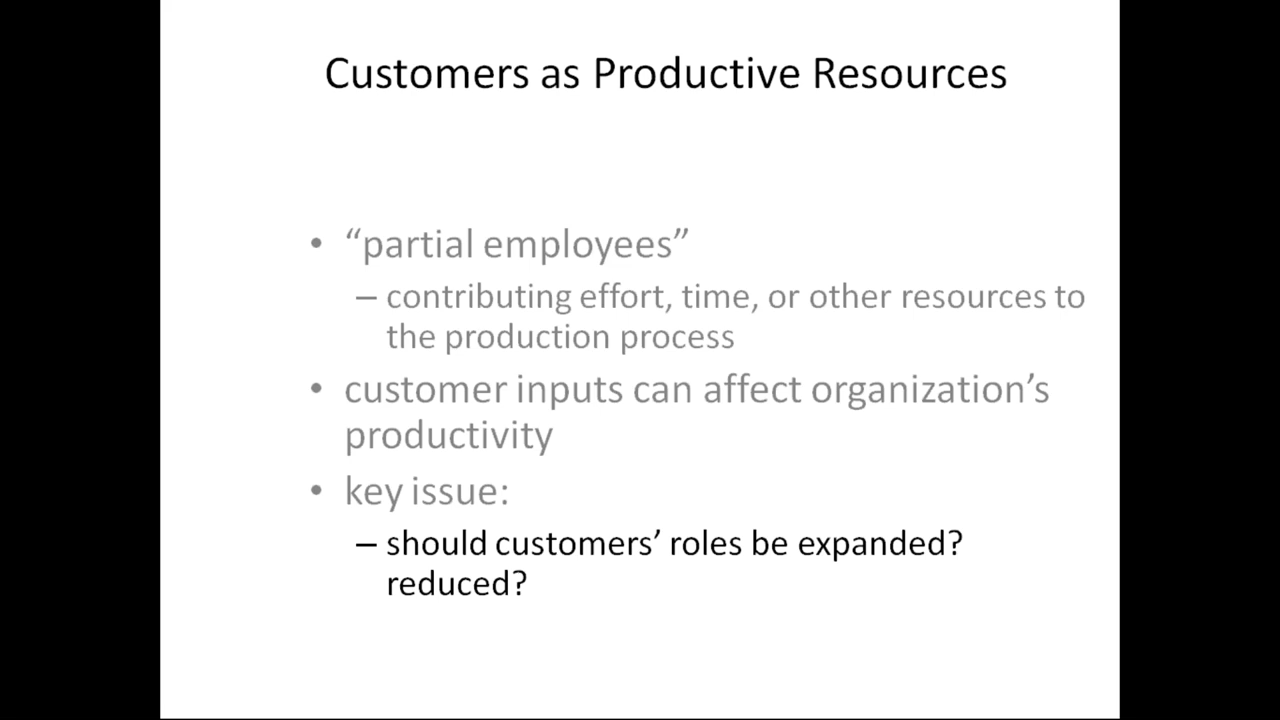 Customers as Productive Resources
• “partial employees”
– contributing effort, time, or other resources to
the production process
• customer inputs can affect organization’s
productivity
• key issue:
– should customers’ roles be expanded?
reduced?